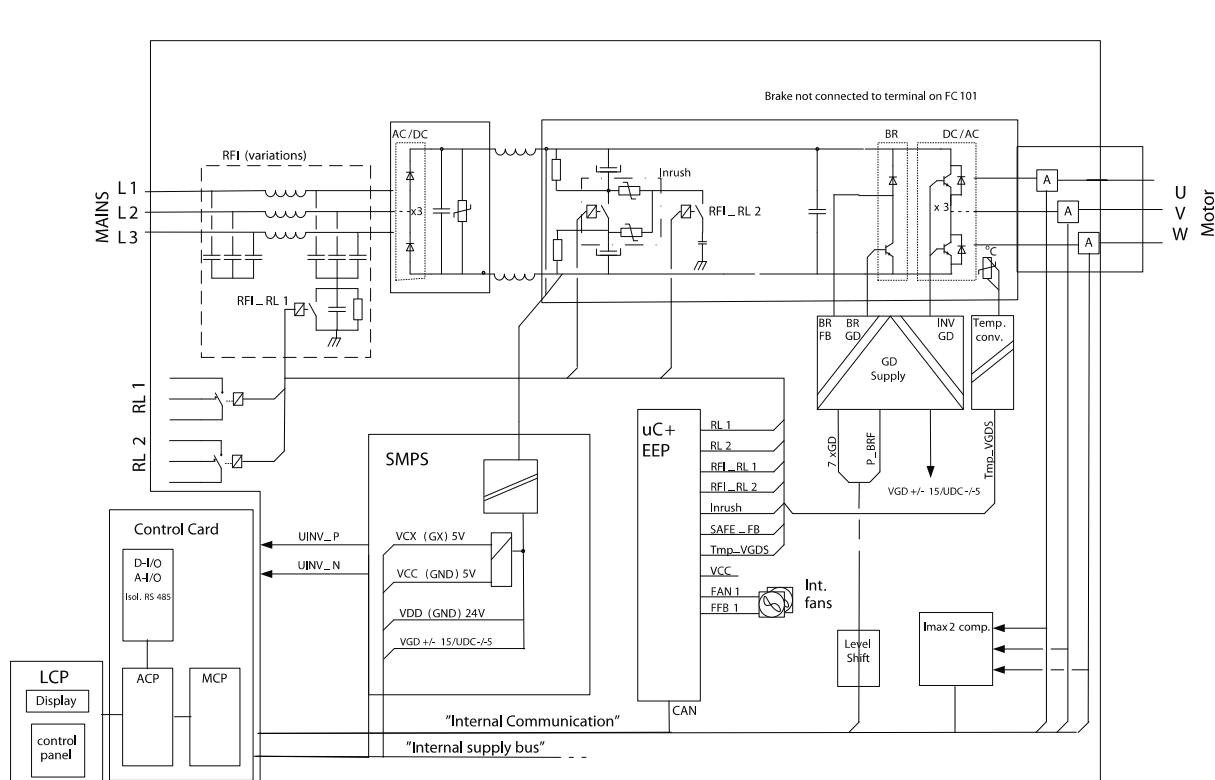 Brake not connected to terminal on FC 101
AC/DC
BR
DC/AC
RFI (variations)
Inrush
MAINS
L1
L2
L3
x3
RFI_RL 2
x 3
A
A
A
U
V
W
Motor
°C
RFI_RL 1
BR FB
BR GD
INV GD
GD Supply
Temp. conv.
RL 1
RL 2
uC+ EEP
RL 1
RL 2
RFI_RL 1
RFI_RL 2
Inrush
SAFE_FB
Tmp_VGDS
VCC
FAN 1
FFB 1
Int. fans
CAN
7 xGD
P_BRF
VGD +/- 15/UDC-/-5
Tmp_VGDS
SMPS
VCX (GX) 5V
VCC (GND) 5V
VDD (GND) 24V
VGD +/- 15/UDC-/-5
UINV_P
UINV_N
Control Card
D-I/O
A-I/O
Isol. RS 485
ACP
MCP
LCP
Display
control panel
Level Shift
Imax2 comp.
"Internal Communication"
"Internal supply bus"